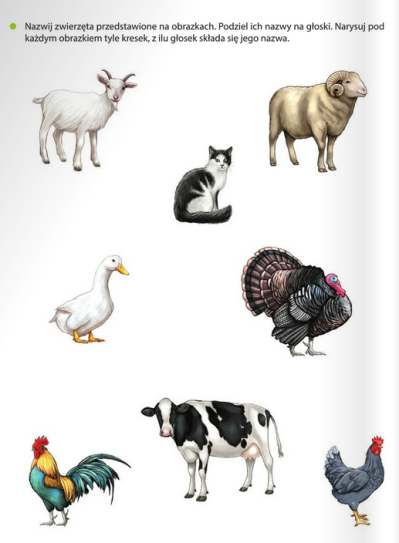 Nazwij zwierzęta przedstawione na obrazkach. Podziel ich nazwy na głoski. Narysuj pod
każdym obrazkiem tyle kresek, z ilu głosek składa się jego nazwa.